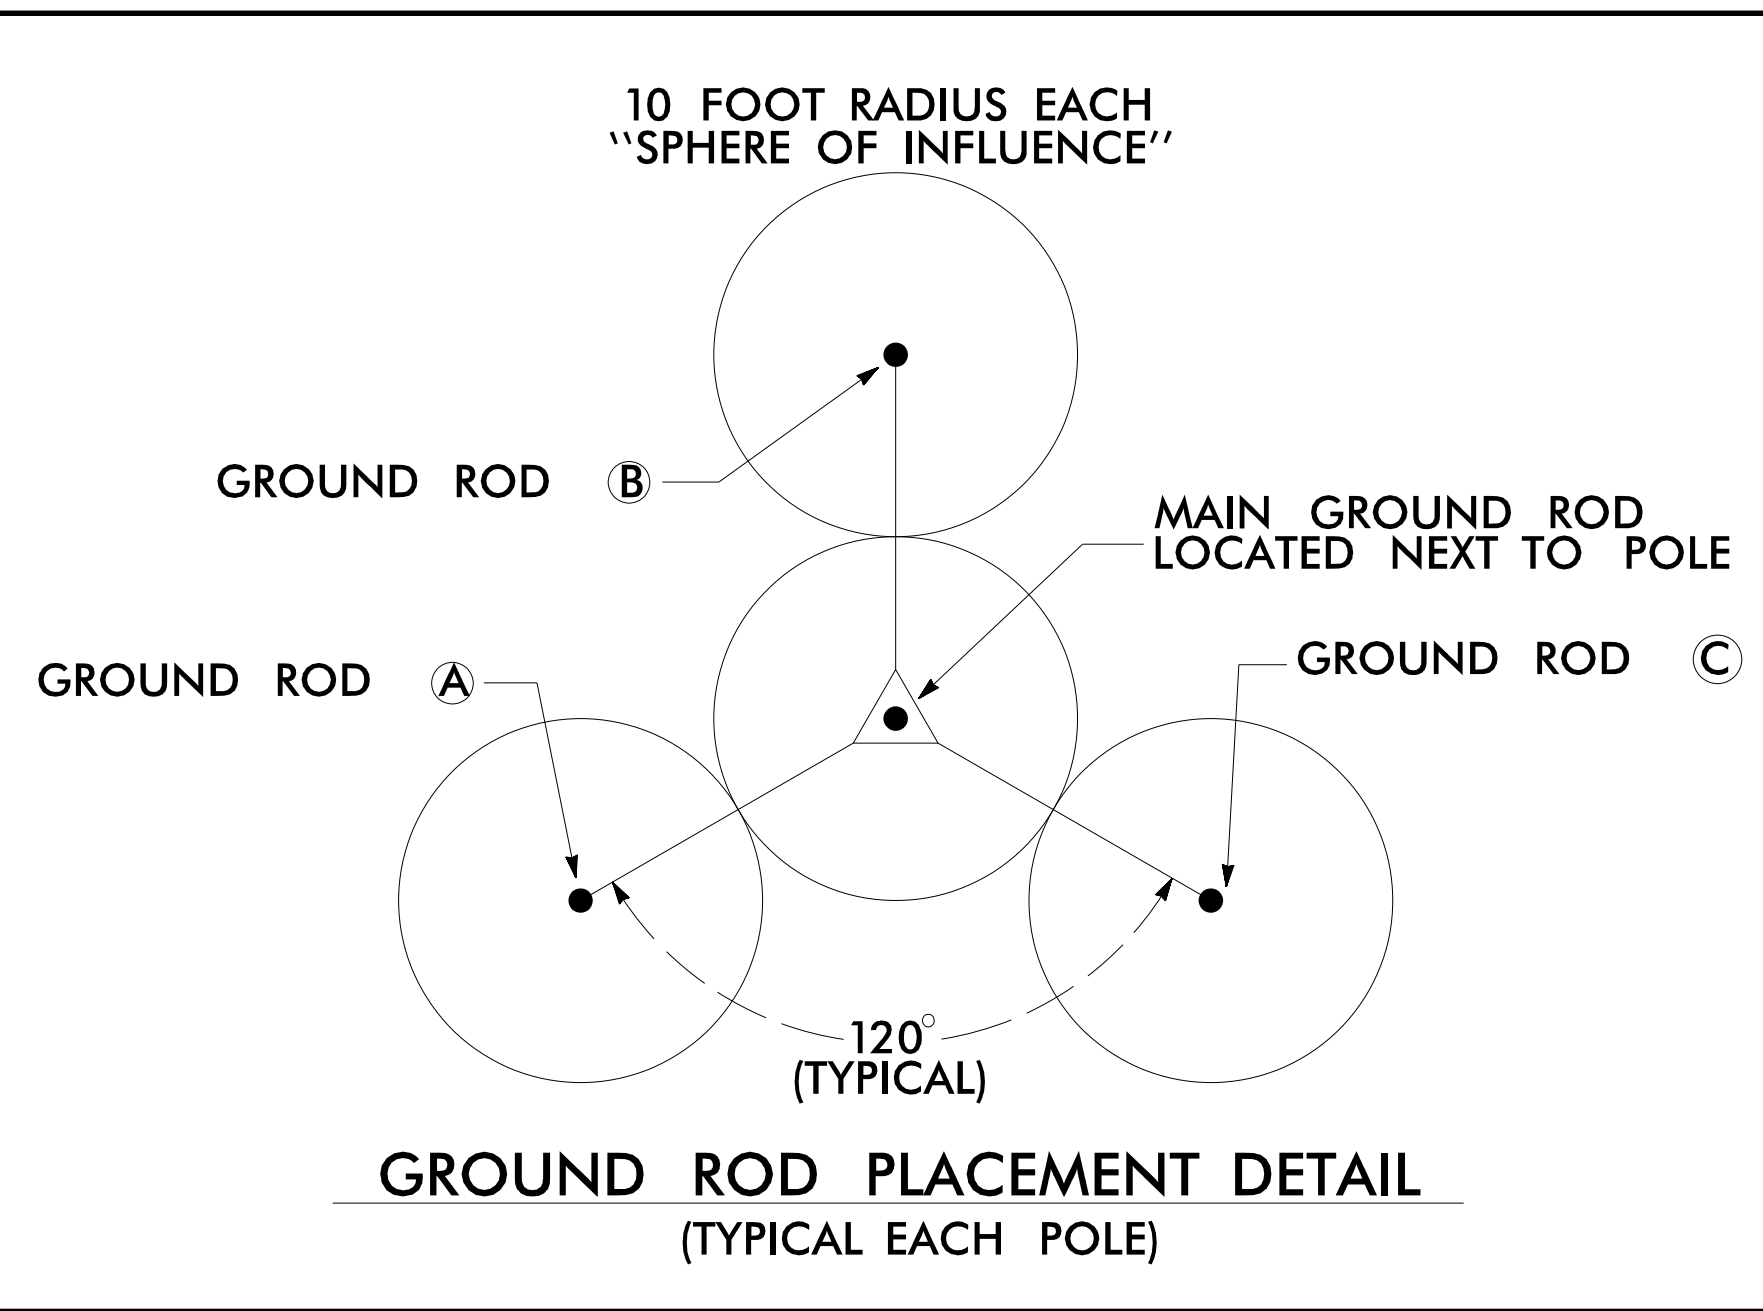 10 FOOT RADIUS EACH
"SPHERE OF INFLUENCE"
GROUND ROD B
MAIN GROUND ROD
LOCATED NEXT TO POLE
GROUND ROD A
GROUND ROD C
120°
(TYPICAL)
GROUND ROD PLACEMENT DETAIL
(TYPICAL EACH POLE)